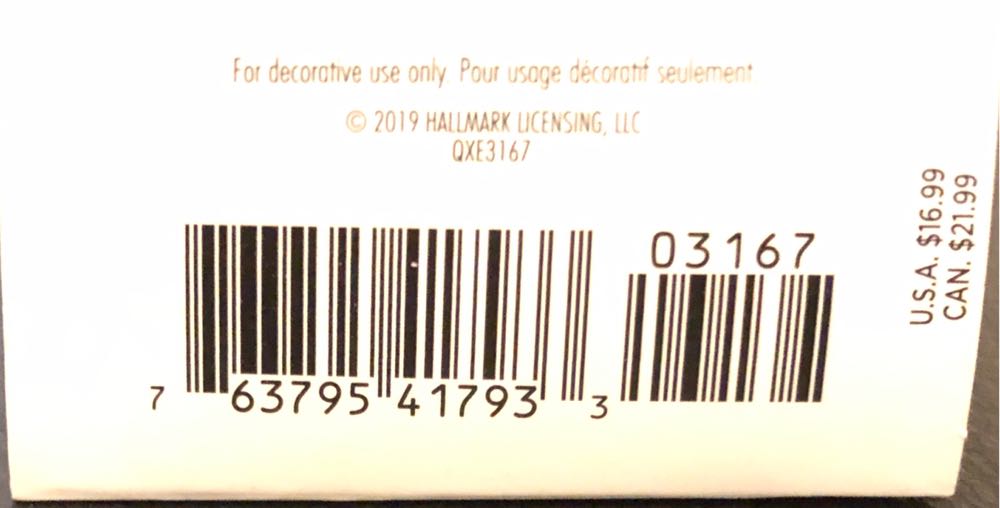 For decorative use only. Pour usage décoratif seulement.
© 2019 HALLMARK LICENSING, LLC
QXE3167
U.S.A. $16.99
CAN. $21.99
03167
7 63795 41793 3